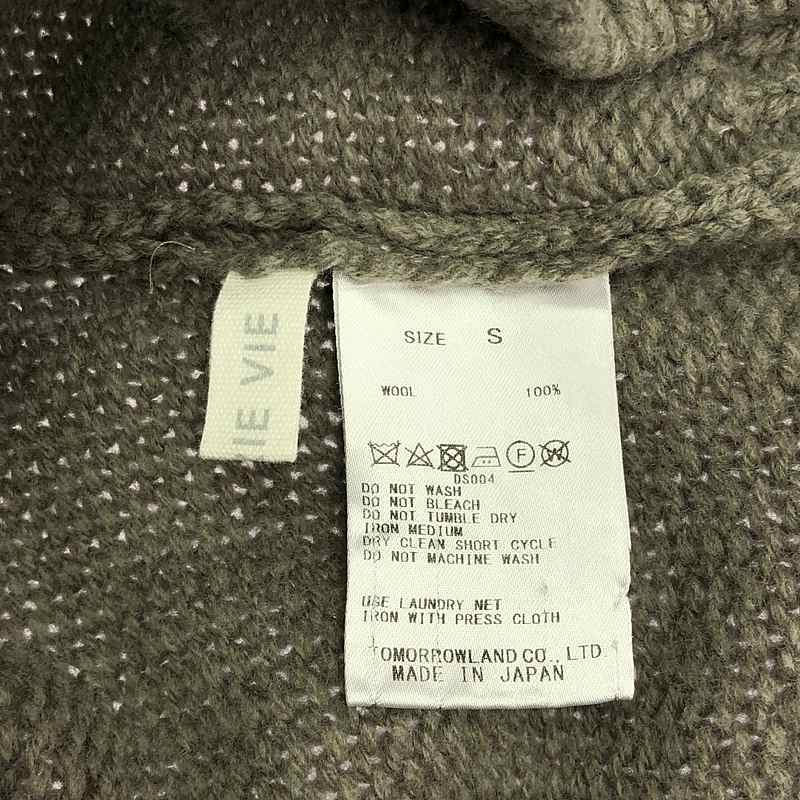 IE VIE
SIZE S
WOOL 100%
F W
DS004
DO NOT WASH
DO NOT BLEACH
DO NOT TUMBLE DRY
IRON MEDIUM
DRY CLEAN SHORT CYCLE
DO NOT MACHINE WASH
USE LAUNDRY NET
IRON WITH PRESS CLOTH
TOMORROWLAND CO., LTD.
MADE IN JAPAN